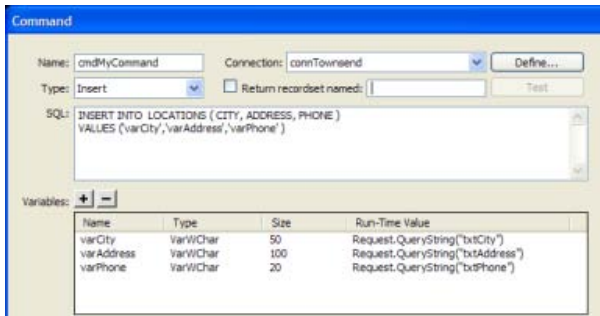 Command
Name: cmdMyCommand Connection: connTownsend Define...
Type: Insert Return recordset named: Test
SQL: INSERT INTO LOCATIONS ( CITY, ADDRESS, PHONE )
VALUES ('varCity','varAddress','varPhone' )
Variables: + −
Name Type Size Run-Time Value
varCity VarWChar 50 Request.QueryString("txtCity")
varAddress VarWChar 100 Request.QueryString("txtAddress")
varPhone VarWChar 20 Request.QueryString("txtPhone")